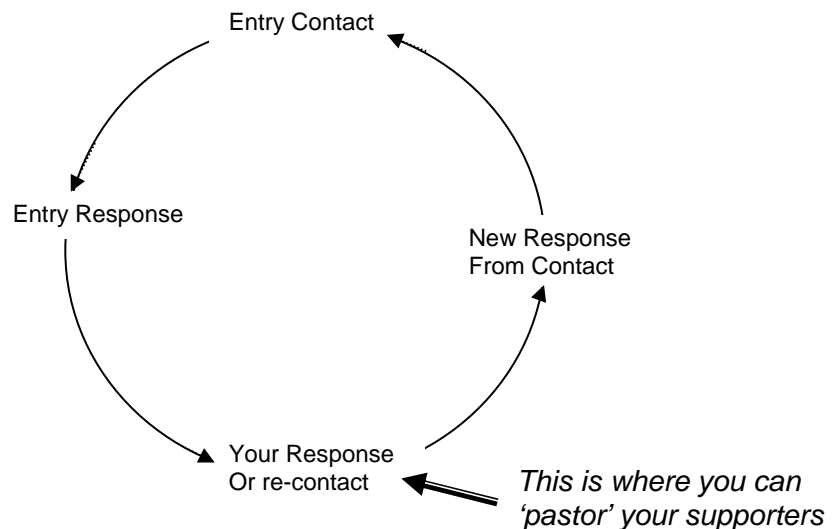 Entry Contact
Entry Response
New Response
From Contact
Your Response
Or re-contact
This is where you can
‘pastor’ your supporters